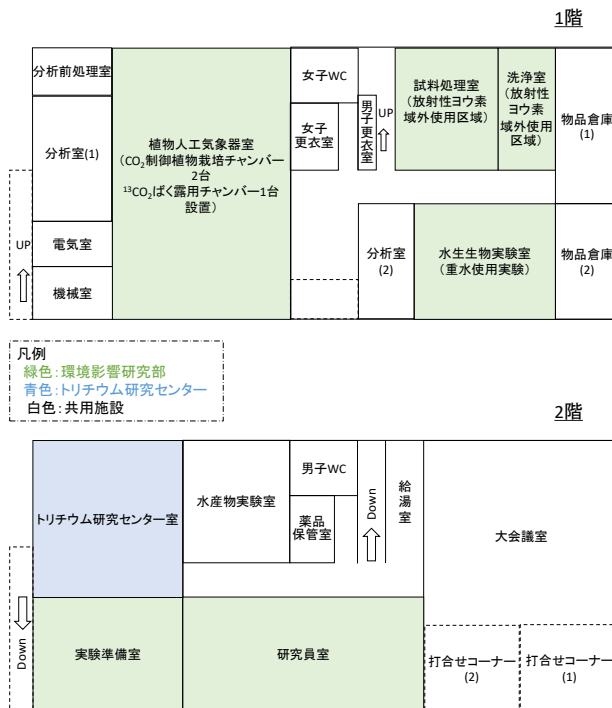 1階
分析前処理室
分析室(1)
電気室
機械室
UP
植物人工気象器室
(CO₂制御植物栽培チャンバー
2台
¹³CO₂ばく露用チャンバー1台
設置)
女子WC
女子
更衣室
男子更衣室
UP
試料処理室
(放射性ヨウ素
域外使用区域)
洗浄室
(放射性
ヨウ素
域外使用
区域)
物品倉庫
(1)
分析室
(2)
水生生物実験室
(重水使用実験)
物品倉庫
(2)
凡例
緑色:環境影響研究部
青色:トリチウム研究センター
白色:共用施設
2階
トリチウム研究センター室
水産物実験室
男子WC
薬品
保管室
Down
給湯室
大会議室
Down
実験準備室
研究員室
打合せコーナー
(2)
打合せコーナー
(1)